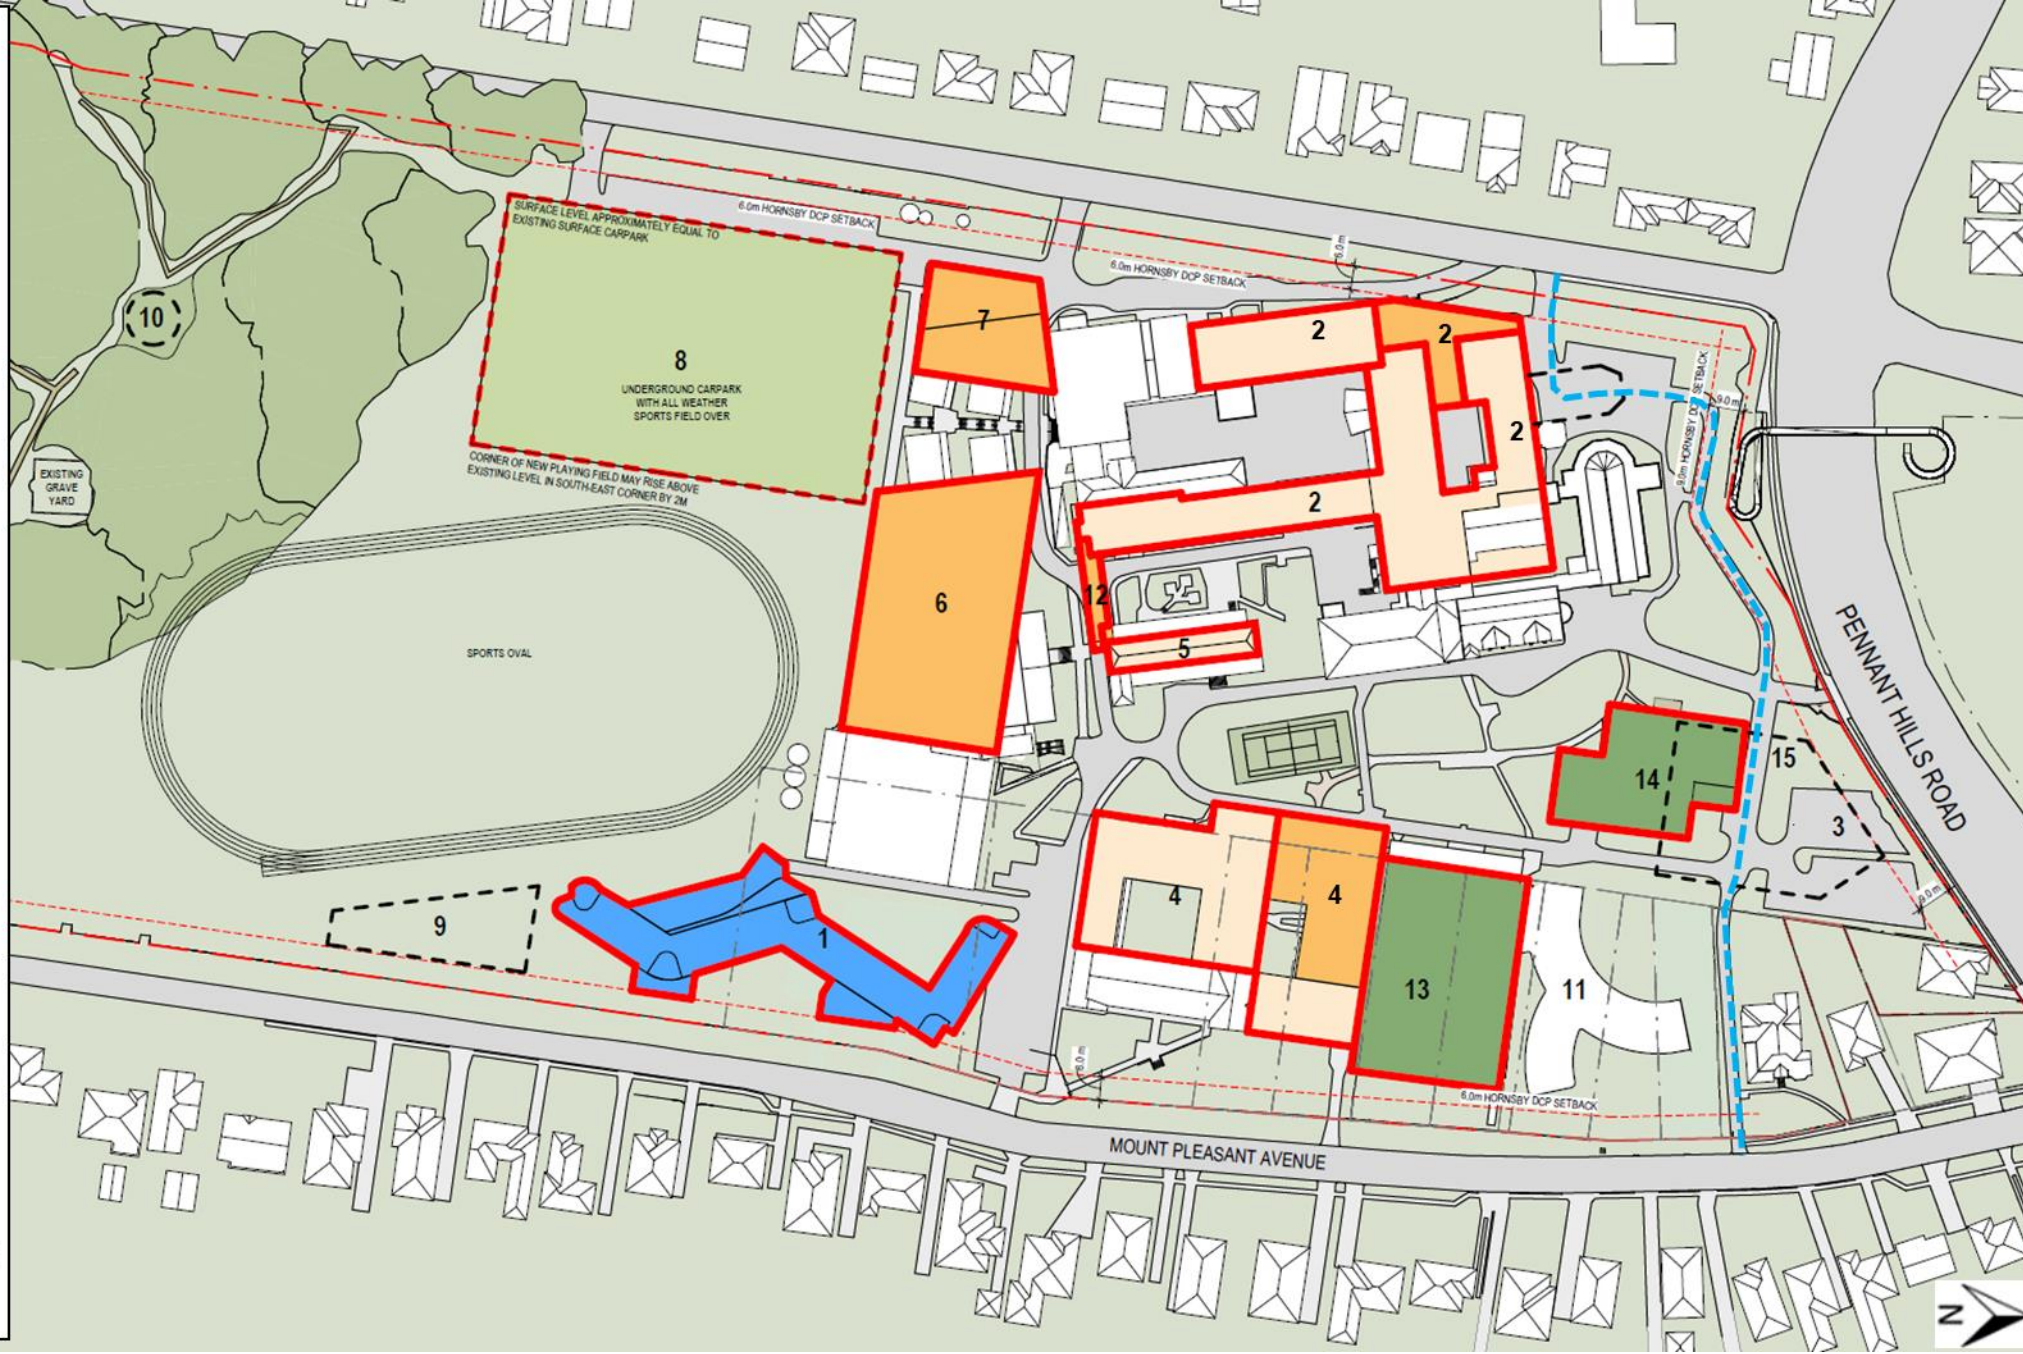 6.0m HORNSBY DCP SETBACK
SURFACE LEVEL APPROXIMATELY EQUAL TO
EXISTING SURFACE CARPARK
6.0 m
6.0m HORNSBY DCP SETBACK
10
7
2
2
8
UNDERGROUND CARPARK
WITH ALL WEATHER
SPORTS FIELD OVER
9.0m HORNSBY DCP SETBACK
9.0 m
2
CORNER OF NEW PLAYING FIELD MAY RISE ABOVE
EXISTING LEVEL IN SOUTH-EAST CORNER BY 2M
EXISTING
GRAVE
YARD
2
6
12
5
SPORTS OVAL
PENNANT HILLS ROAD
14
15
3
4
4
9.0 m
9
1
13
11
6.0 m
6.0m HORNSBY DCP SETBACK
MOUNT PLEASANT AVENUE
N